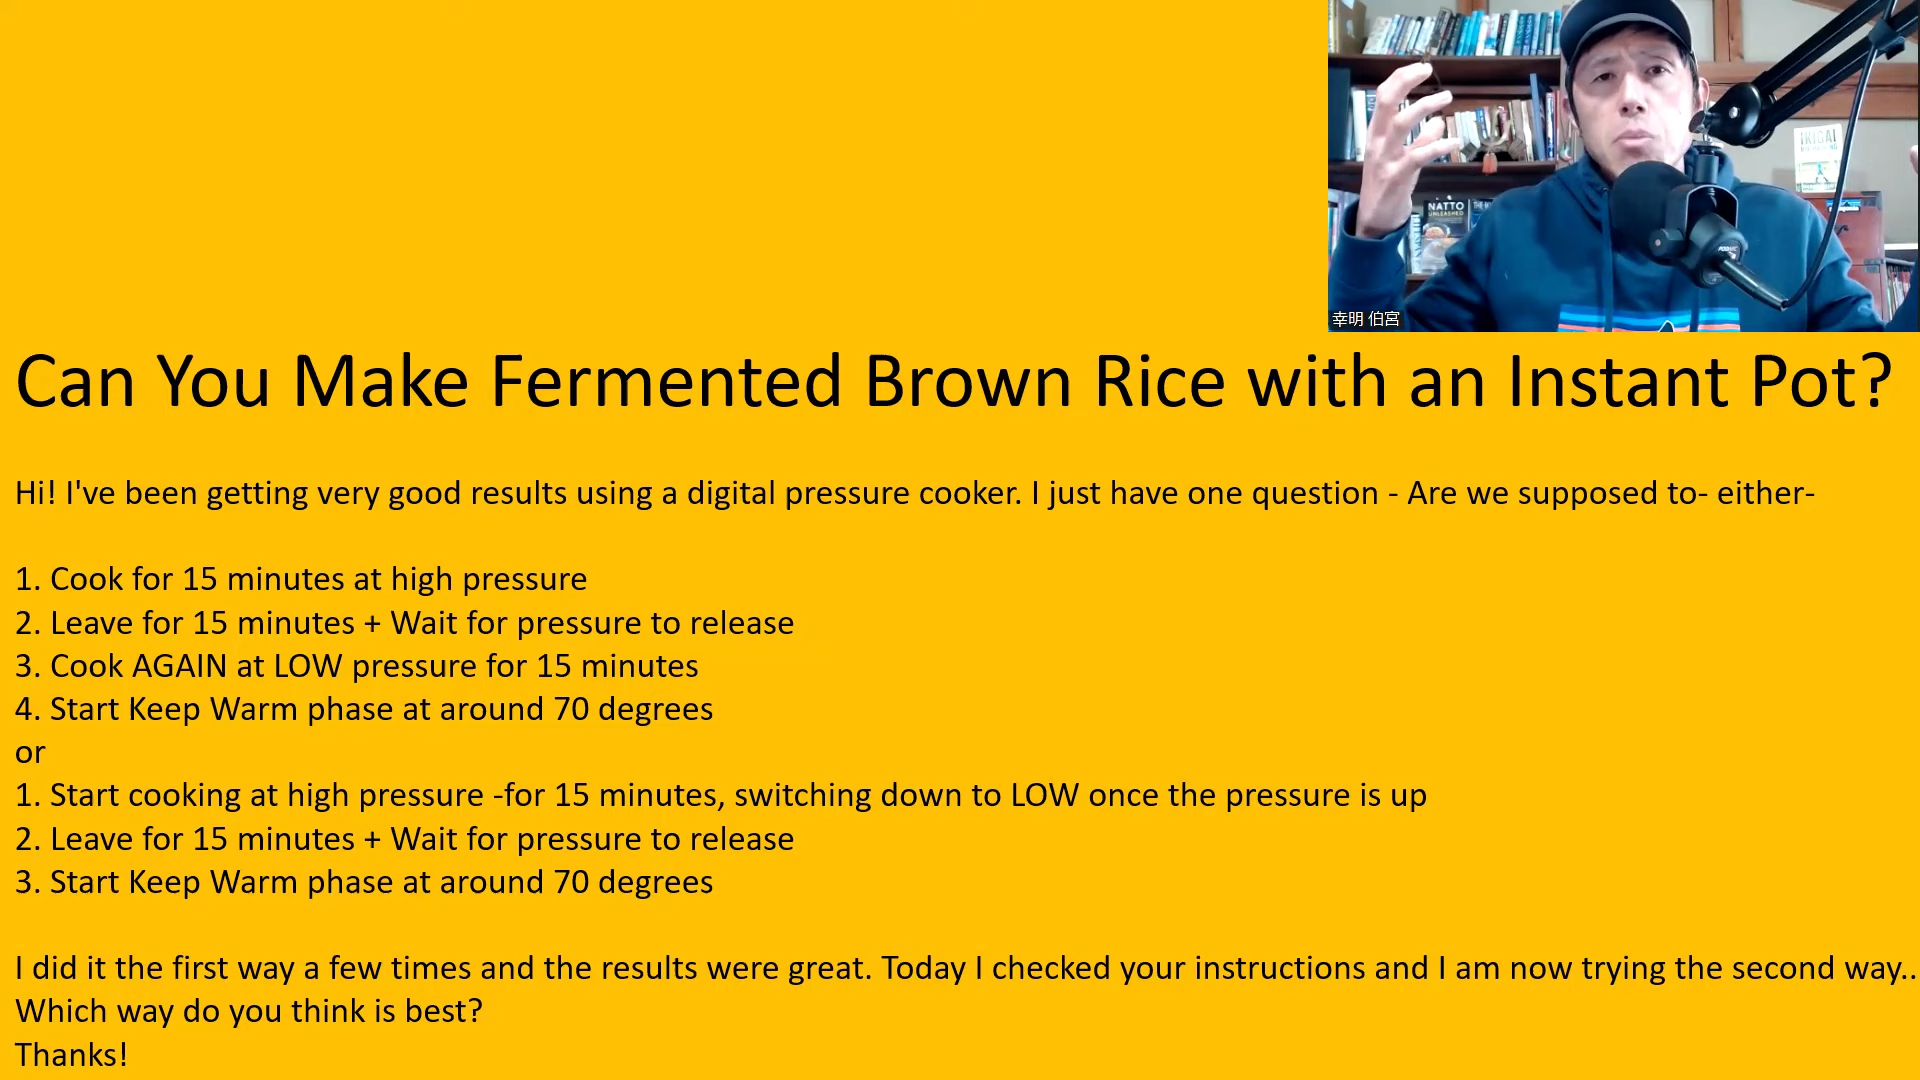 IKIGAI
NATTO
UNLEASHED
幸明 伯宮
Can You Make Fermented Brown Rice with an Instant Pot?
Hi! I've been getting very good results using a digital pressure cooker. I just have one question - Are we supposed to- either-
1. Cook for 15 minutes at high pressure
2. Leave for 15 minutes + Wait for pressure to release
3. Cook AGAIN at LOW pressure for 15 minutes
4. Start Keep Warm phase at around 70 degrees
or
1. Start cooking at high pressure -for 15 minutes, switching down to LOW once the pressure is up
2. Leave for 15 minutes + Wait for pressure to release
3. Start Keep Warm phase at around 70 degrees
I did it the first way a few times and the results were great. Today I checked your instructions and I am now trying the second way..
Which way do you think is best?
Thanks!